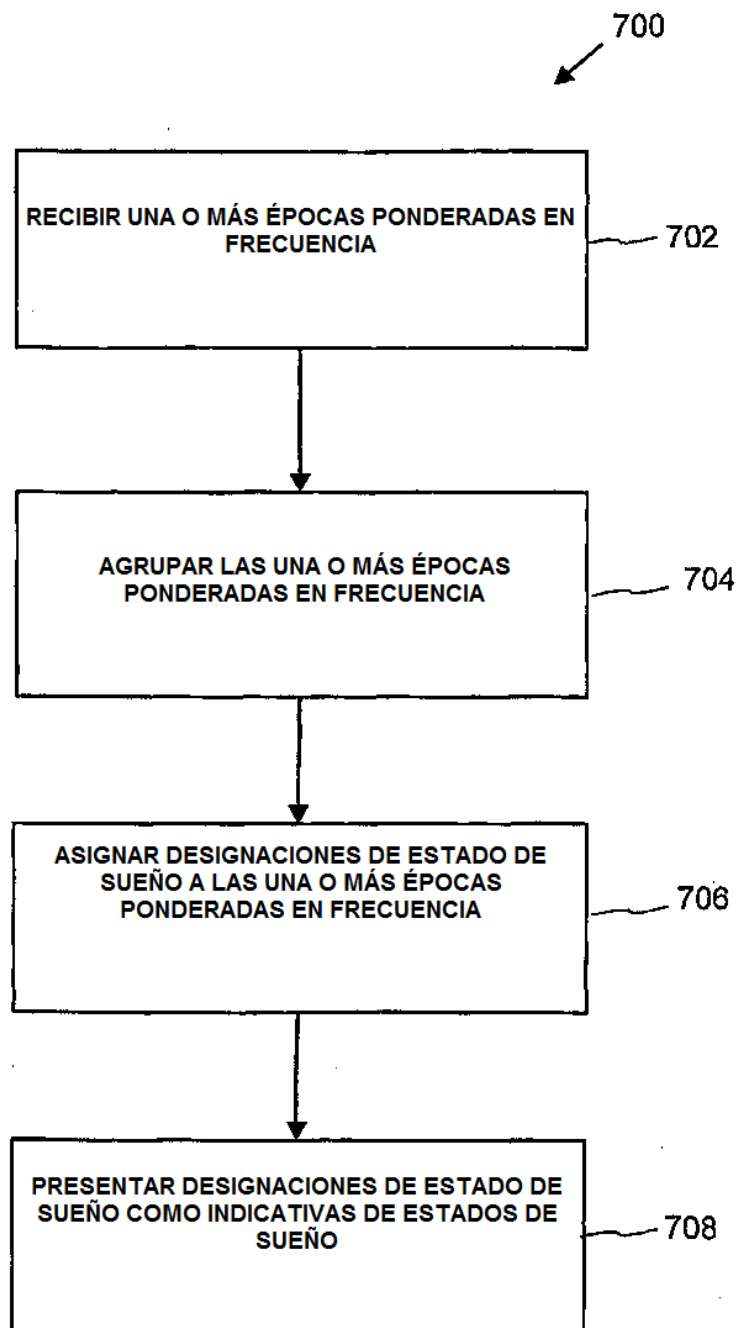 700
RECIBIR UNA O MÁS ÉPOCAS PONDERADAS EN
FRECUENCIA
702
AGRUPAR LAS UNA O MÁS ÉPOCAS
PONDERADAS EN FRECUENCIA
704
ASIGNAR DESIGNACIONES DE ESTADO DE
SUEÑO A LAS UNA O MÁS ÉPOCAS
PONDERADAS EN FRECUENCIA
706
PRESENTAR DESIGNACIONES DE ESTADO DE
SUEÑO COMO INDICATIVAS DE ESTADOS DE
SUEÑO
708